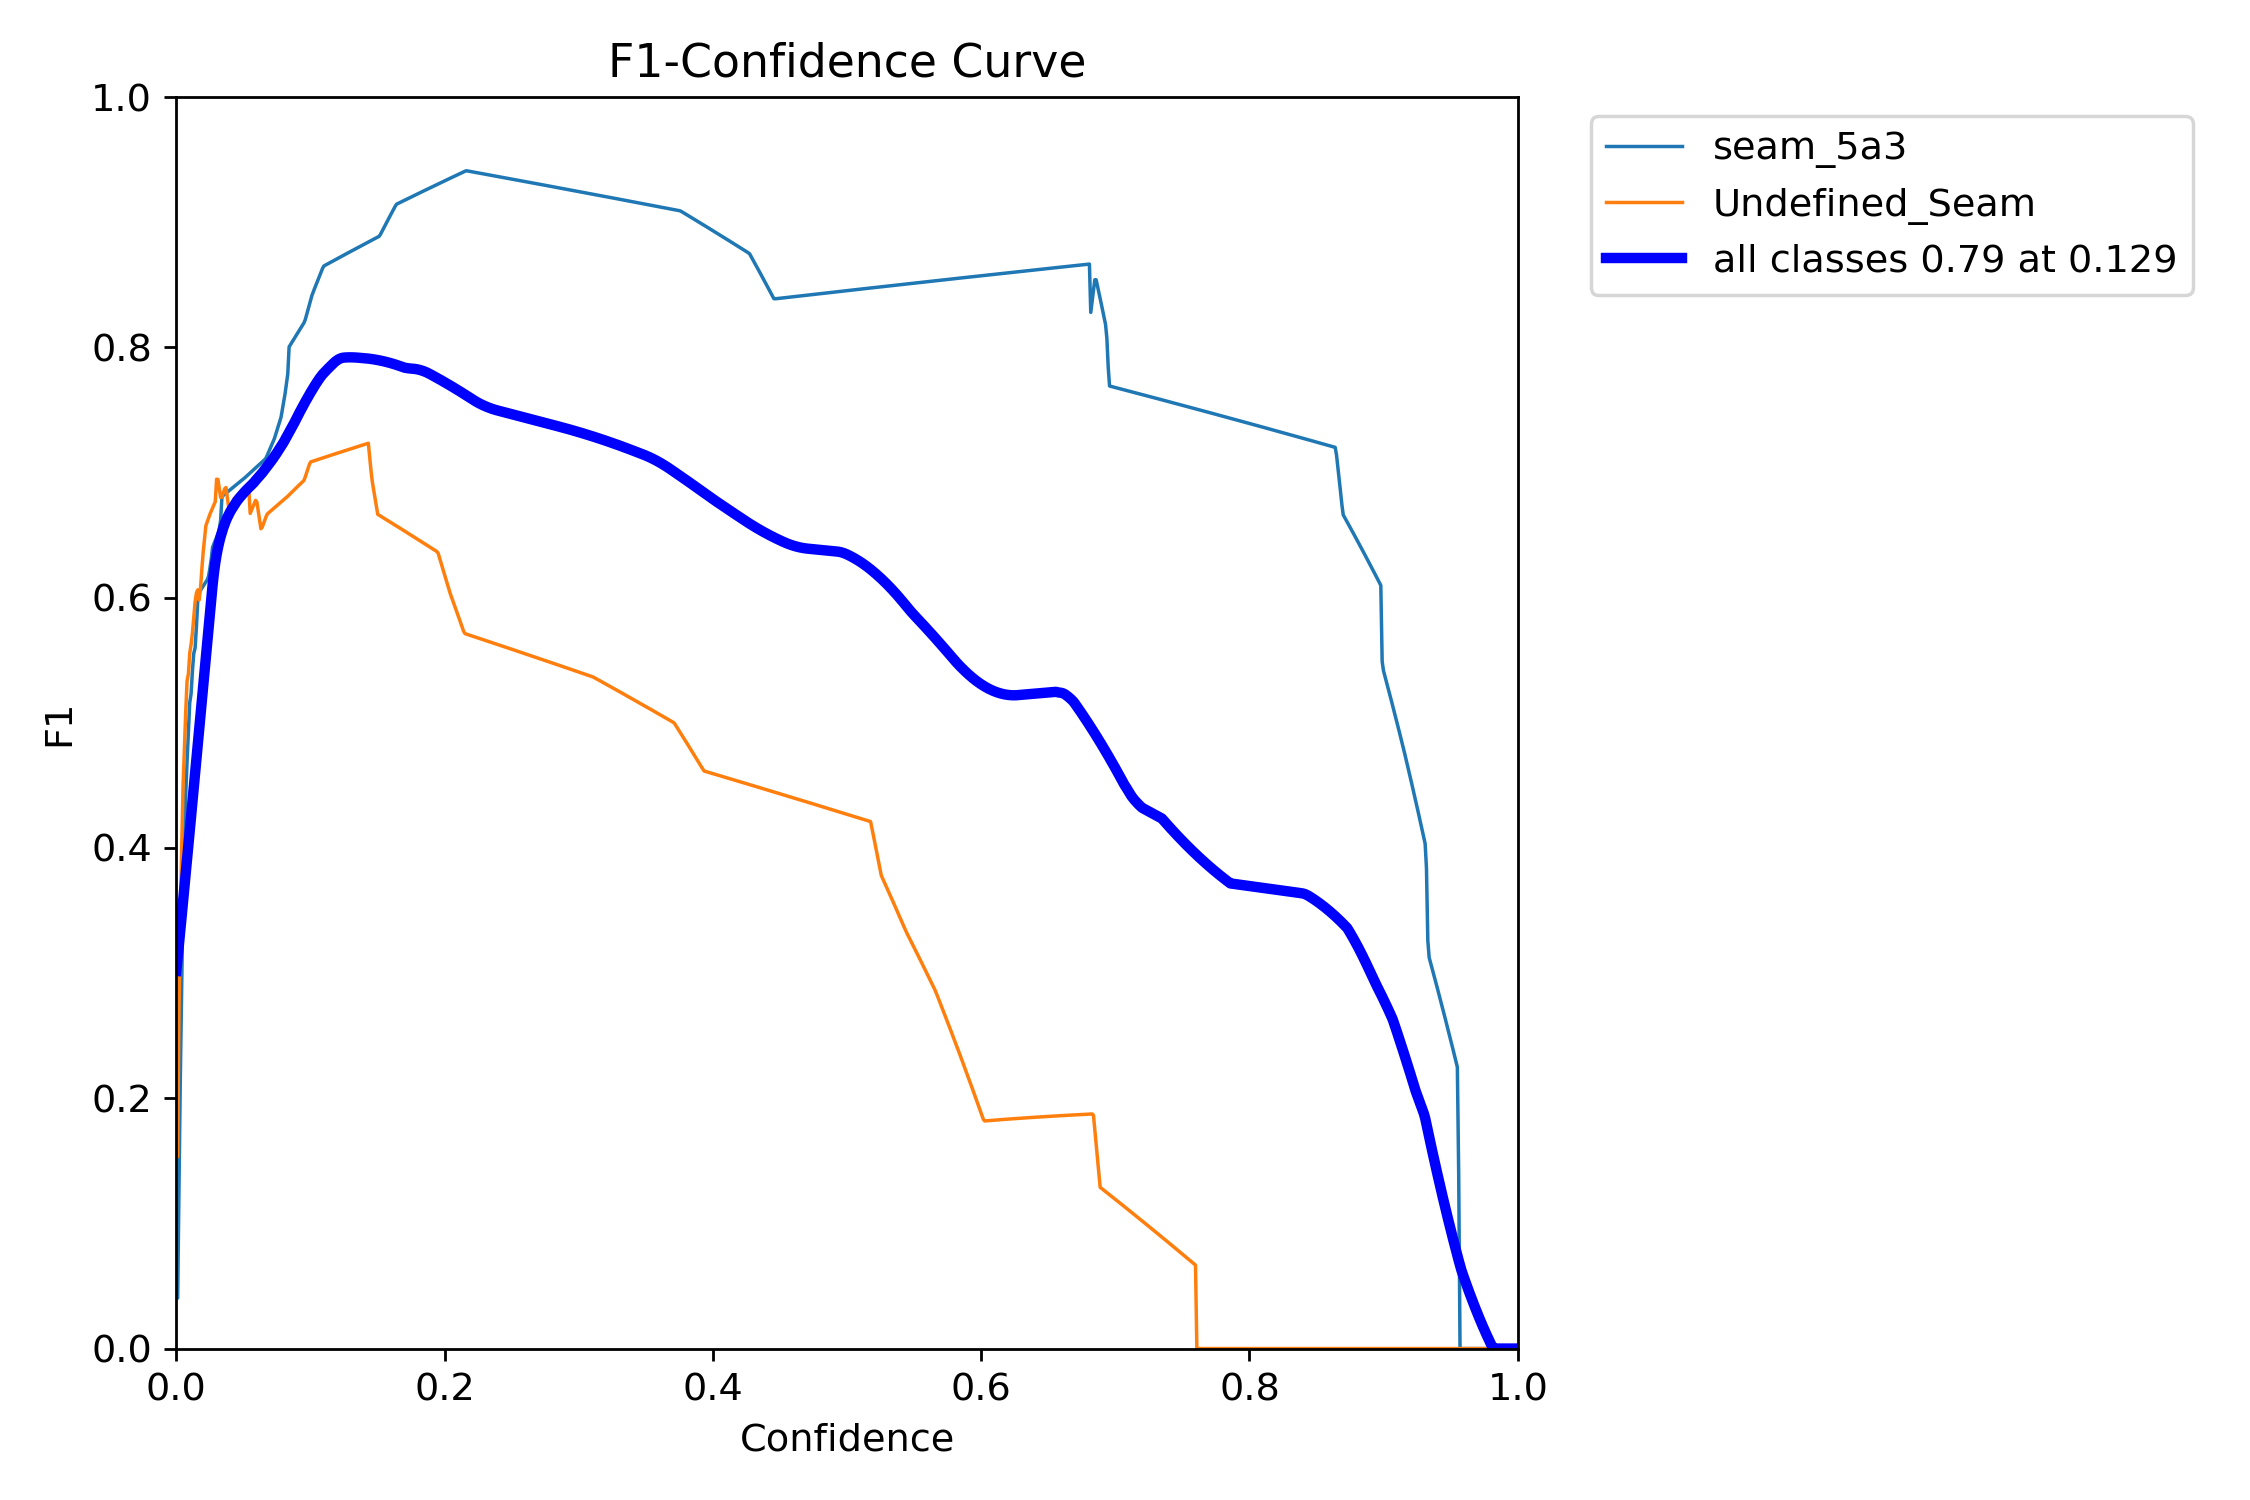 F1-Confidence Curve
1.0
0.8
0.6
0.4
0.2
0.0
F1
0.0 0.2 0.4 0.6 0.8 1.0
Confidence
seam_5a3
Undefined_Seam
all classes 0.79 at 0.129